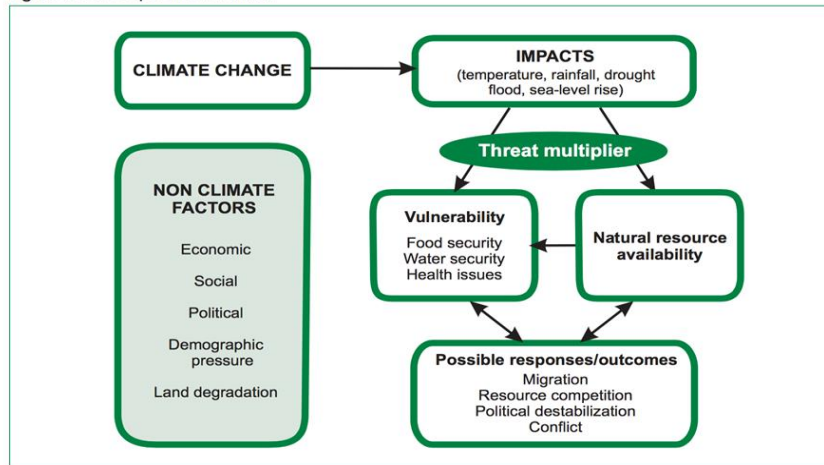 CLIMATE CHANGE
IMPACTS
(temperature, rainfall, drought
flood, sea-level rise)
Threat multiplier
NON CLIMATE
FACTORS
Economic
Social
Political
Demographic
pressure
Land degradation
Vulnerability
Food security
Water security
Health issues
Natural resource
availability
Possible responses/outcomes
Migration
Resource competition
Political destabilization
Conflict